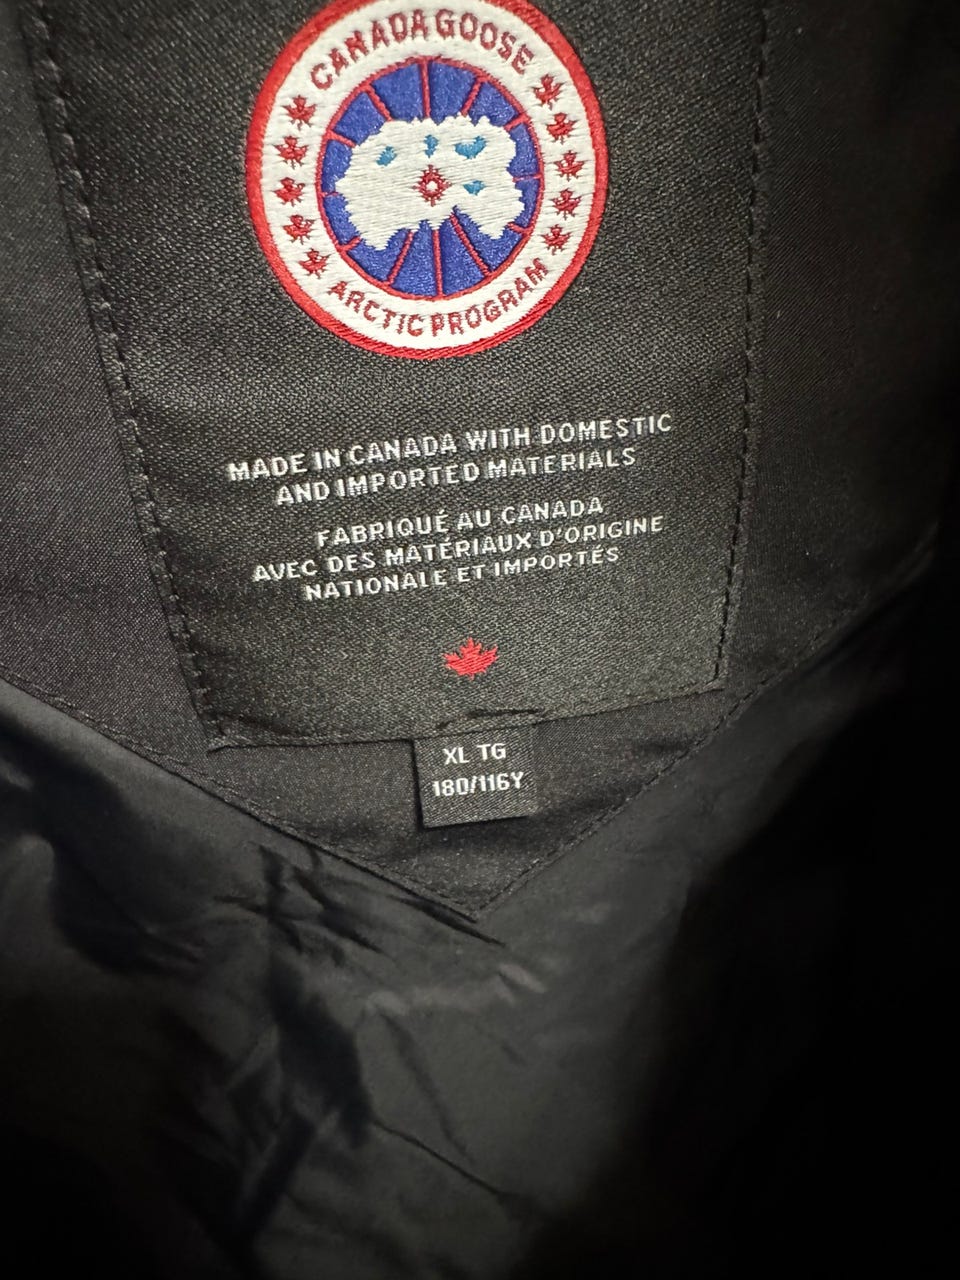 CANADA GOOSE
ARCTIC PROGRAM
MADE IN CANADA WITH DOMESTIC
AND IMPORTED MATERIALS
FABRIQUÉ AU CANADA
AVEC DES MATÉRIAUX D'ORIGINE
NATIONALE ET IMPORTÉS
XL TG
180/116Y